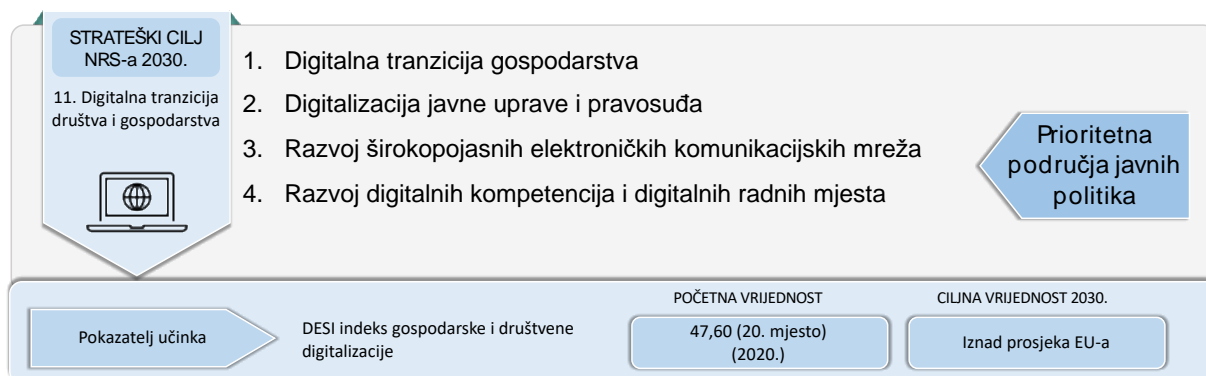 STRATEŠKI CILJ
NRS-a 2030.
11. Digitalna tranzicija
društva i gospodarstva
1. Digitalna tranzicija gospodarstva
2. Digitalizacija javne uprave i pravosuđa
3. Razvoj širokopojasnih elektroničkih komunikacijskih mreža
4. Razvoj digitalnih kompetencija i digitalnih radnih mjesta
Prioritetna
područja javnih
politika
Pokazatelj učinka
DESI indeks gospodarske i društvene
digitalizacije
POČETNA VRIJEDNOST
47,60 (20. mjesto)
(2020.)
CILJNA VRIJEDNOST 2030.
Iznad prosjeka EU-a